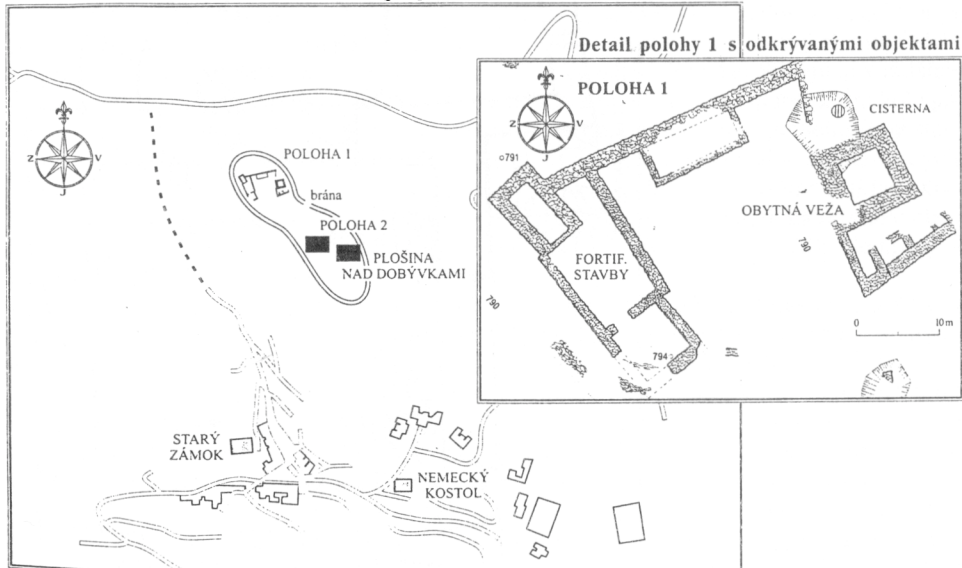 Detail polohy 1 s odkrývanými objektami
POLOHA 1
CISTERNA
Z
V
J
791
OBYTNÁ VEŽA
790
FORTIF.
STAVBY
790
0
10 m
794
Z
V
J
POLOHA 1
brána
POLOHA 2
PLOŠINA
NAD DOBÝVKAMI
STARÝ
ZÁMOK
NEMECKÝ
KOSTOL